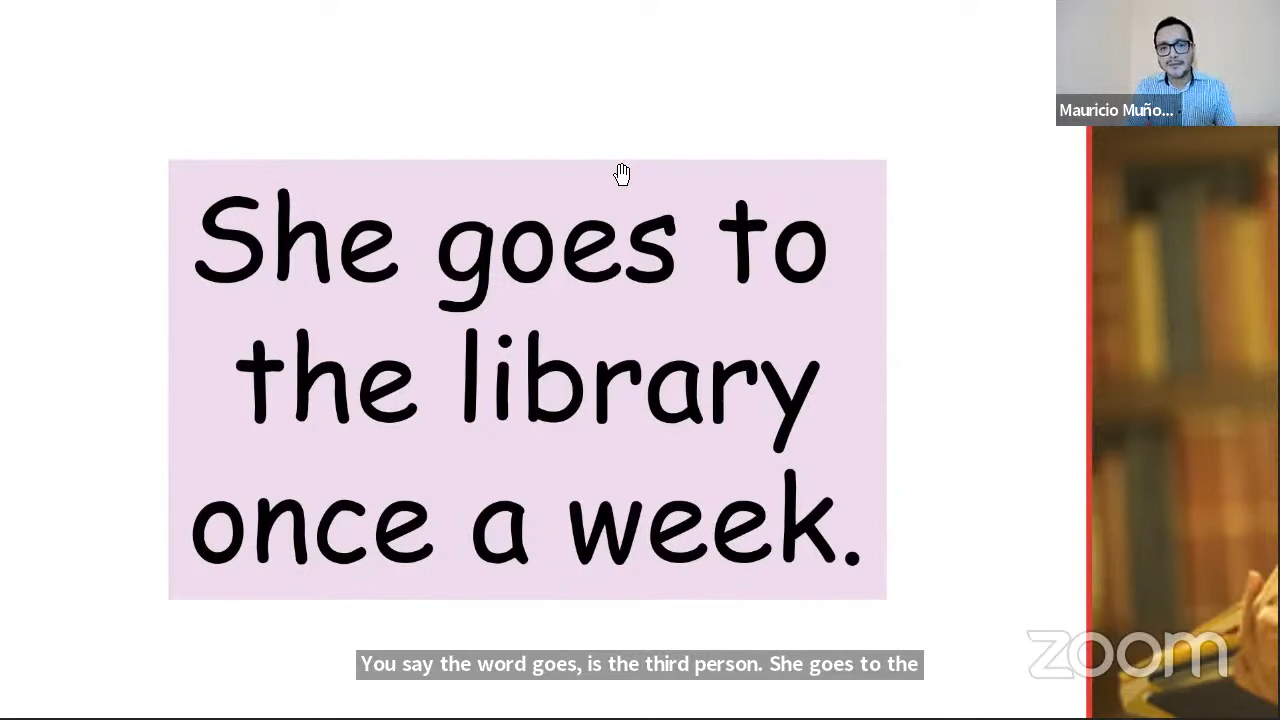 Mauricio Muño...
She goes to
the library
once a week.
You say the word goes, is the third person. She goes to the
zoom